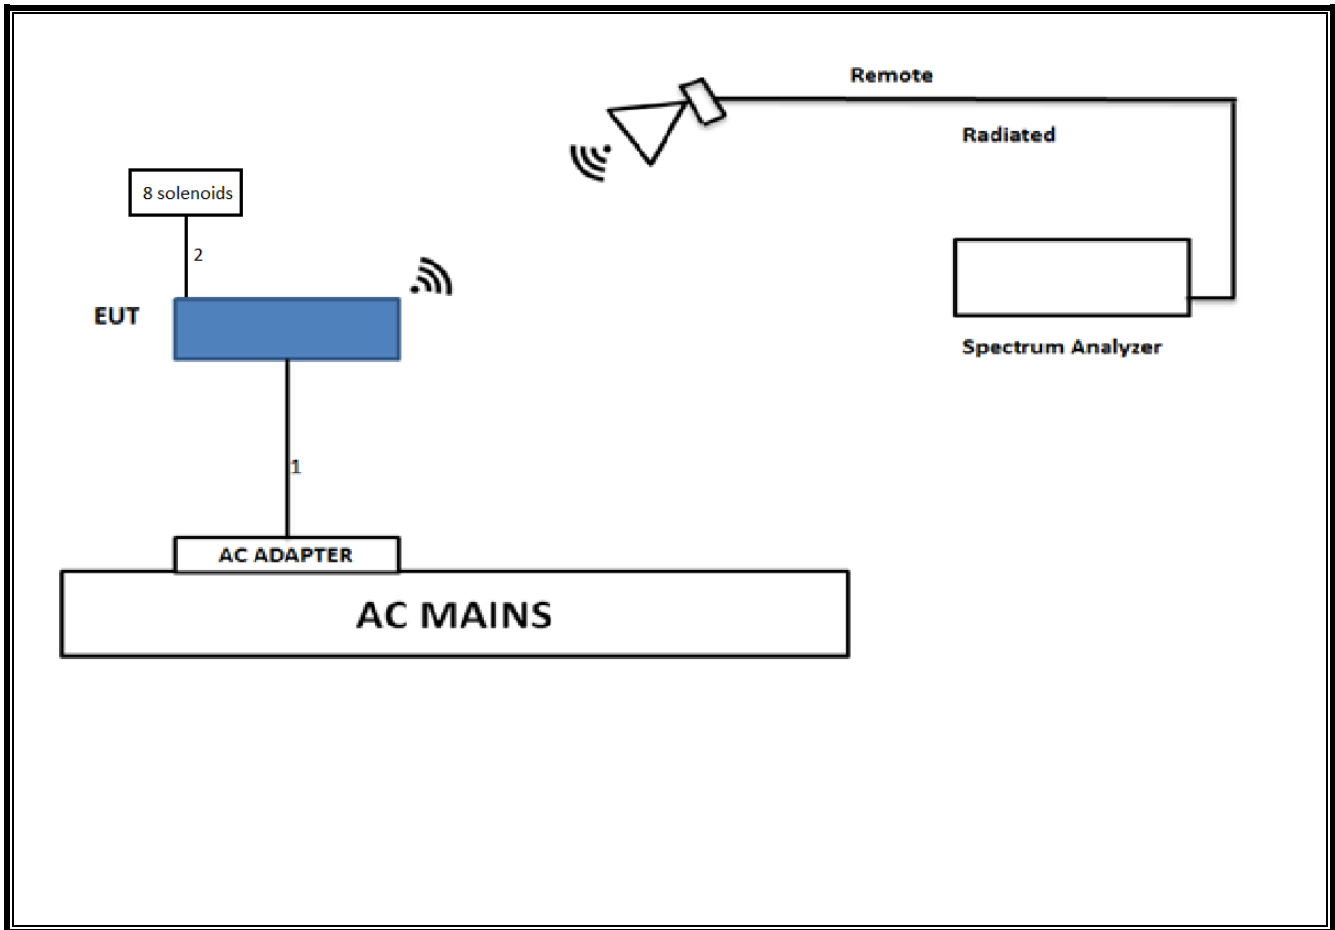 Remote
Radiated
8 solenoids
2
EUT
Spectrum Analyzer
1
AC ADAPTER
AC MAINS